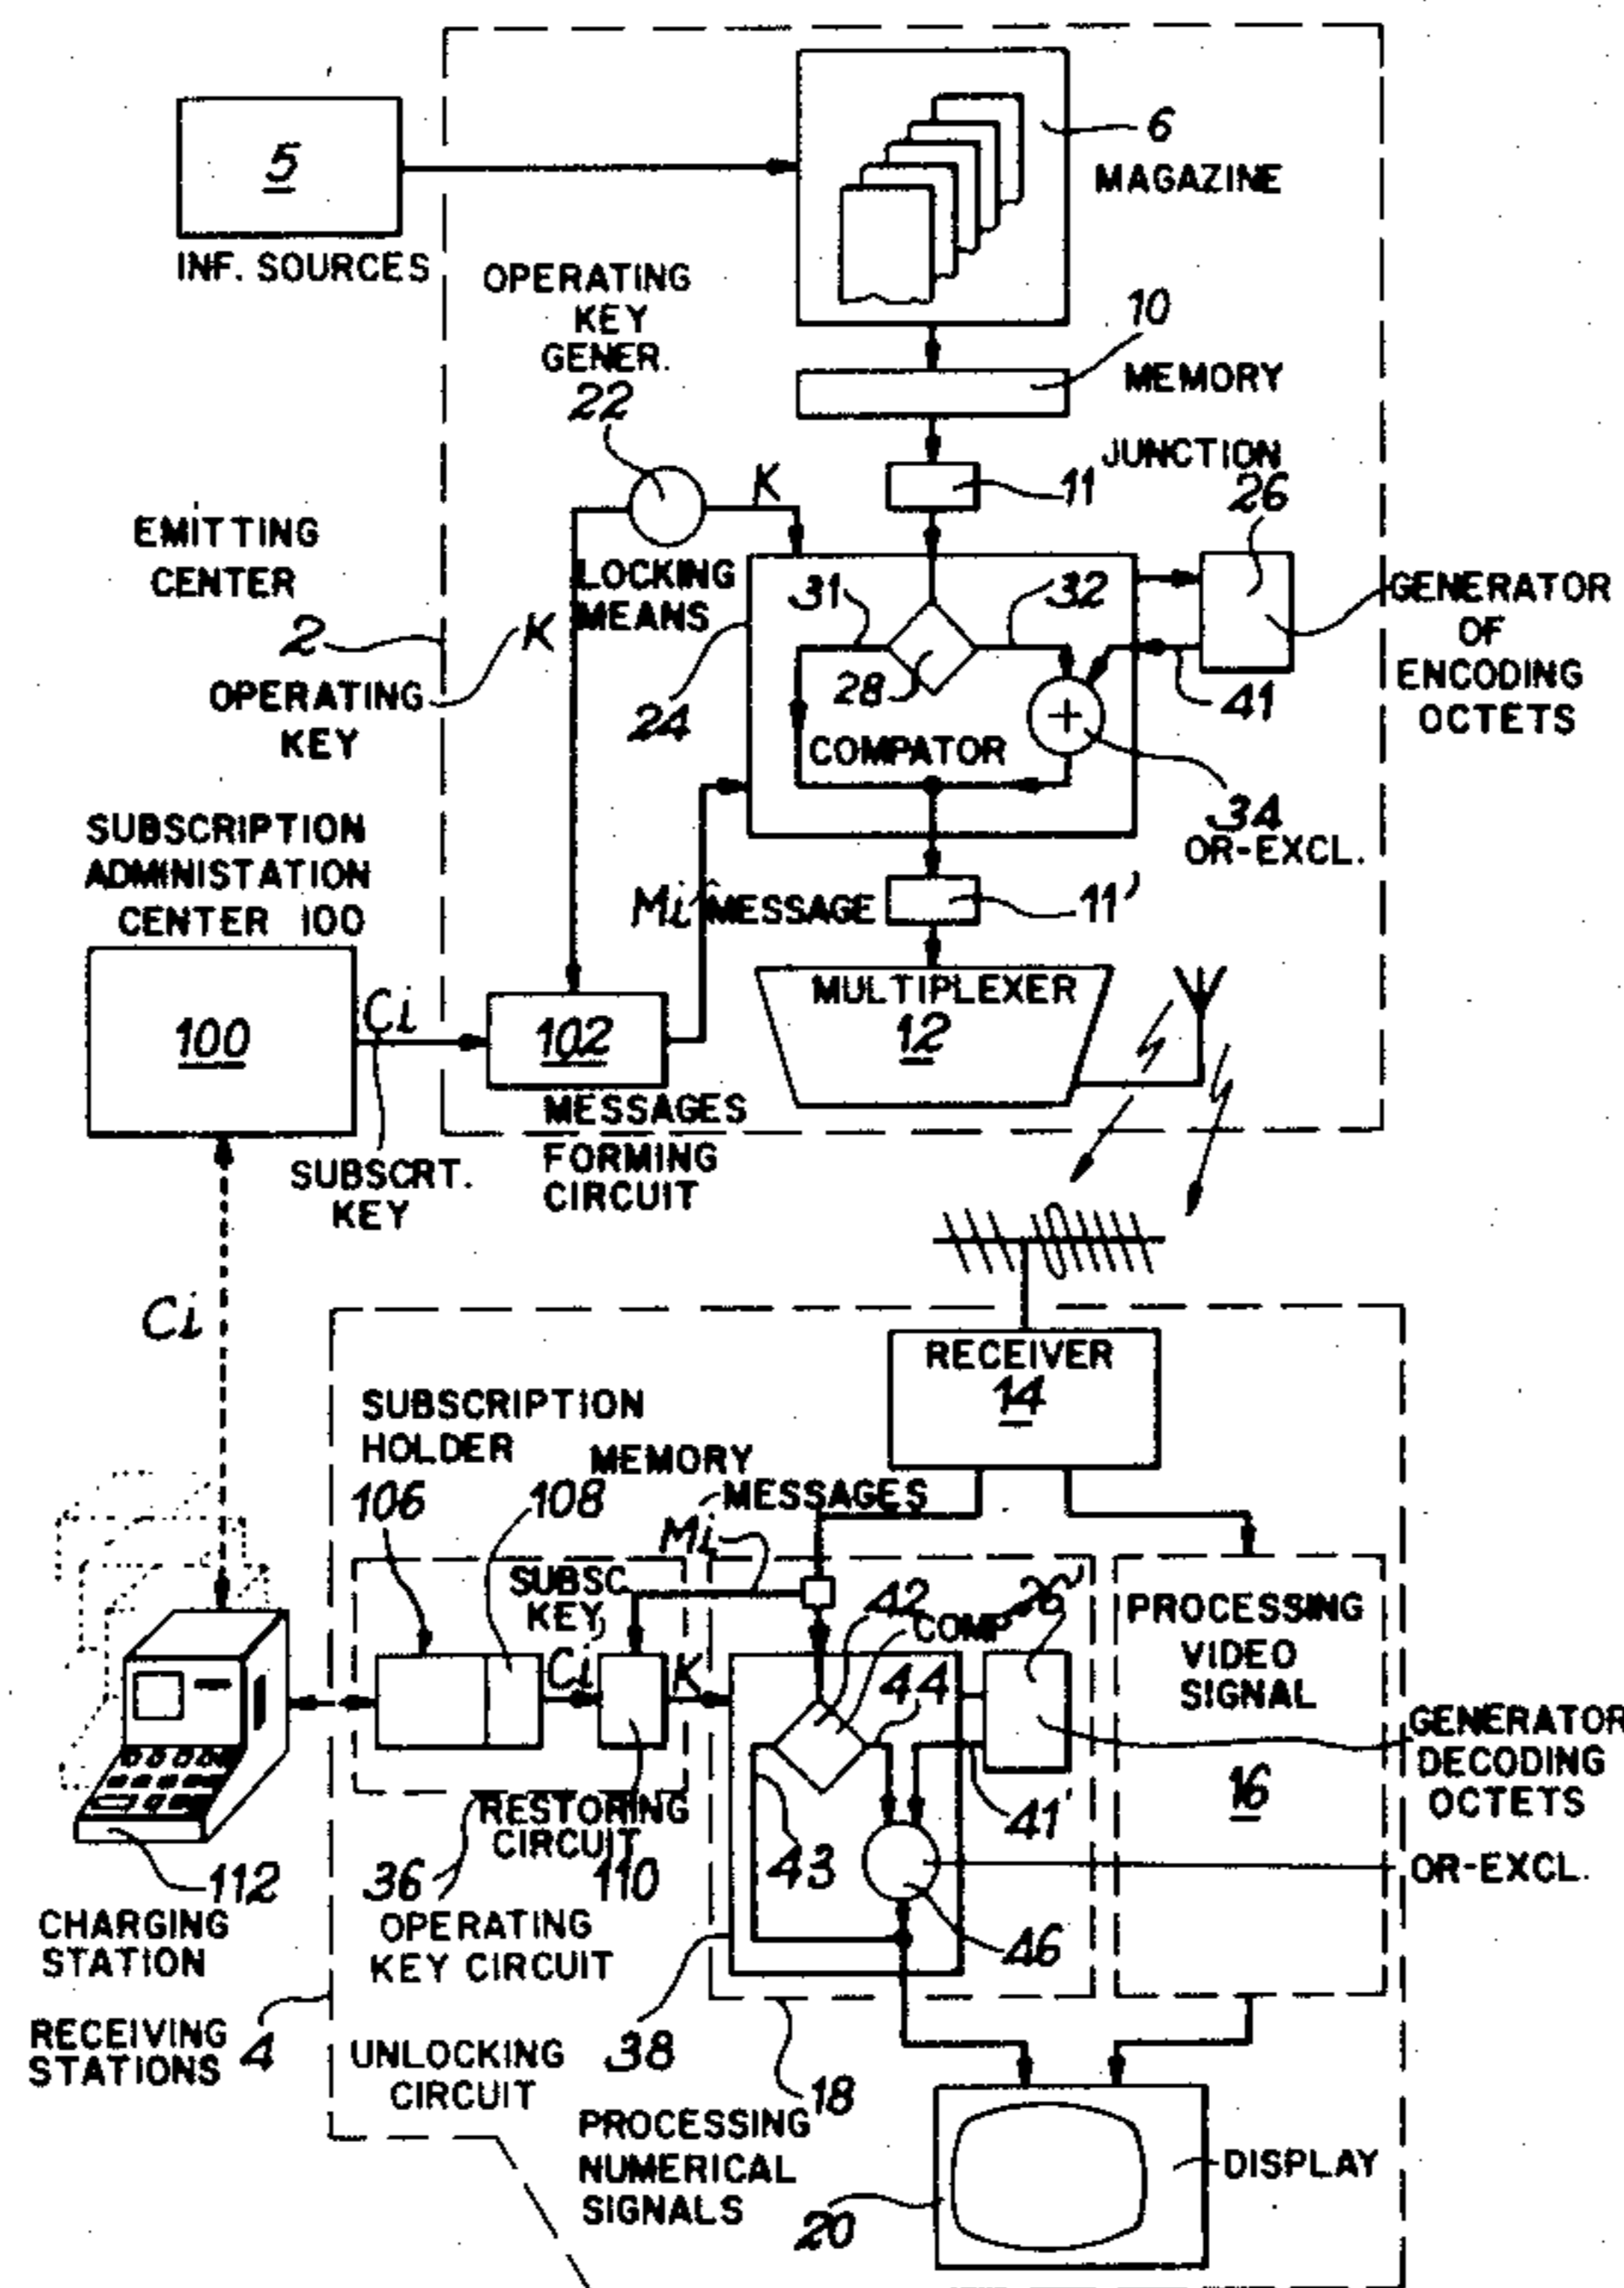 5
INF. SOURCES
6
MAGAZINE
OPERATING
KEY
GENER.
22
10
MEMORY
JUNCTION
11
26
K
EMITTING
CENTER
2
LOCKING
MEANS
K
OPERATING
KEY
24
31
32
28
COMPATOR
41
GENERATOR
OF
ENCODING
OCTETS
34
OR-EXCL.
SUBSCRIPTION
ADMINISTATION
CENTER 100
100
Ci
SUBSCRT.
KEY
102
MESSAGES
FORMING
CIRCUIT
Mi MESSAGE
11'
MULTIPLEXER
12
Ci
RECEIVER
14
SUBSCRIPTION
HOLDER
106
108
MEMORY
MESSAGES
Mi
SUBSC
KEY
Ci
K
42
COMP
26'
44
41'
43
46
PROCESSING
VIDEO
SIGNAL
16
GENERATOR
DECODING
OCTETS
OR-EXCL.
RESTORING
CIRCUIT
110
36
OPERATING
KEY CIRCUIT
112
CHARGING
STATION
RECEIVING
STATIONS
4
UNLOCKING
CIRCUIT
38
18
PROCESSING
NUMERICAL
SIGNALS
20
DISPLAY